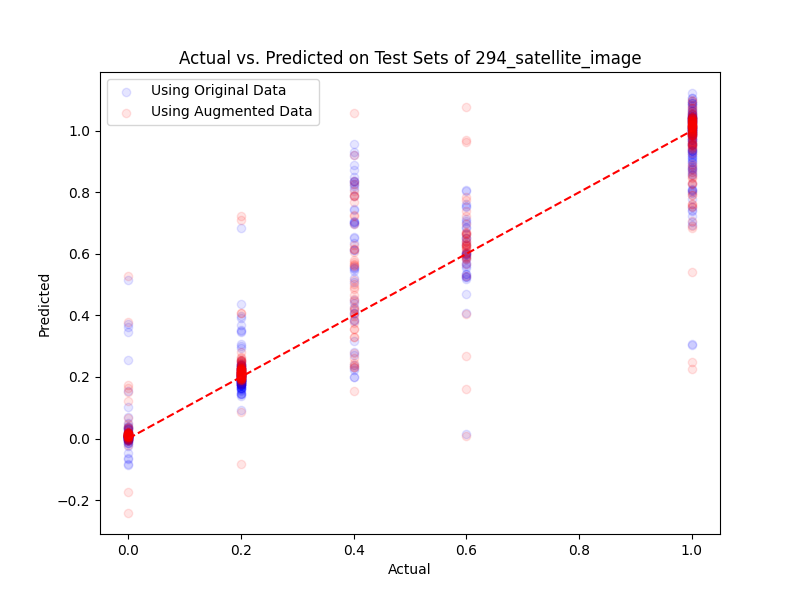 Actual vs. Predicted on Test Sets of 294_satellite_image
Using Original Data
Using Augmented Data
Predicted
1.0
0.8
0.6
0.4
0.2
0.0
−0.2
0.0 0.2 0.4 0.6 0.8 1.0
Actual